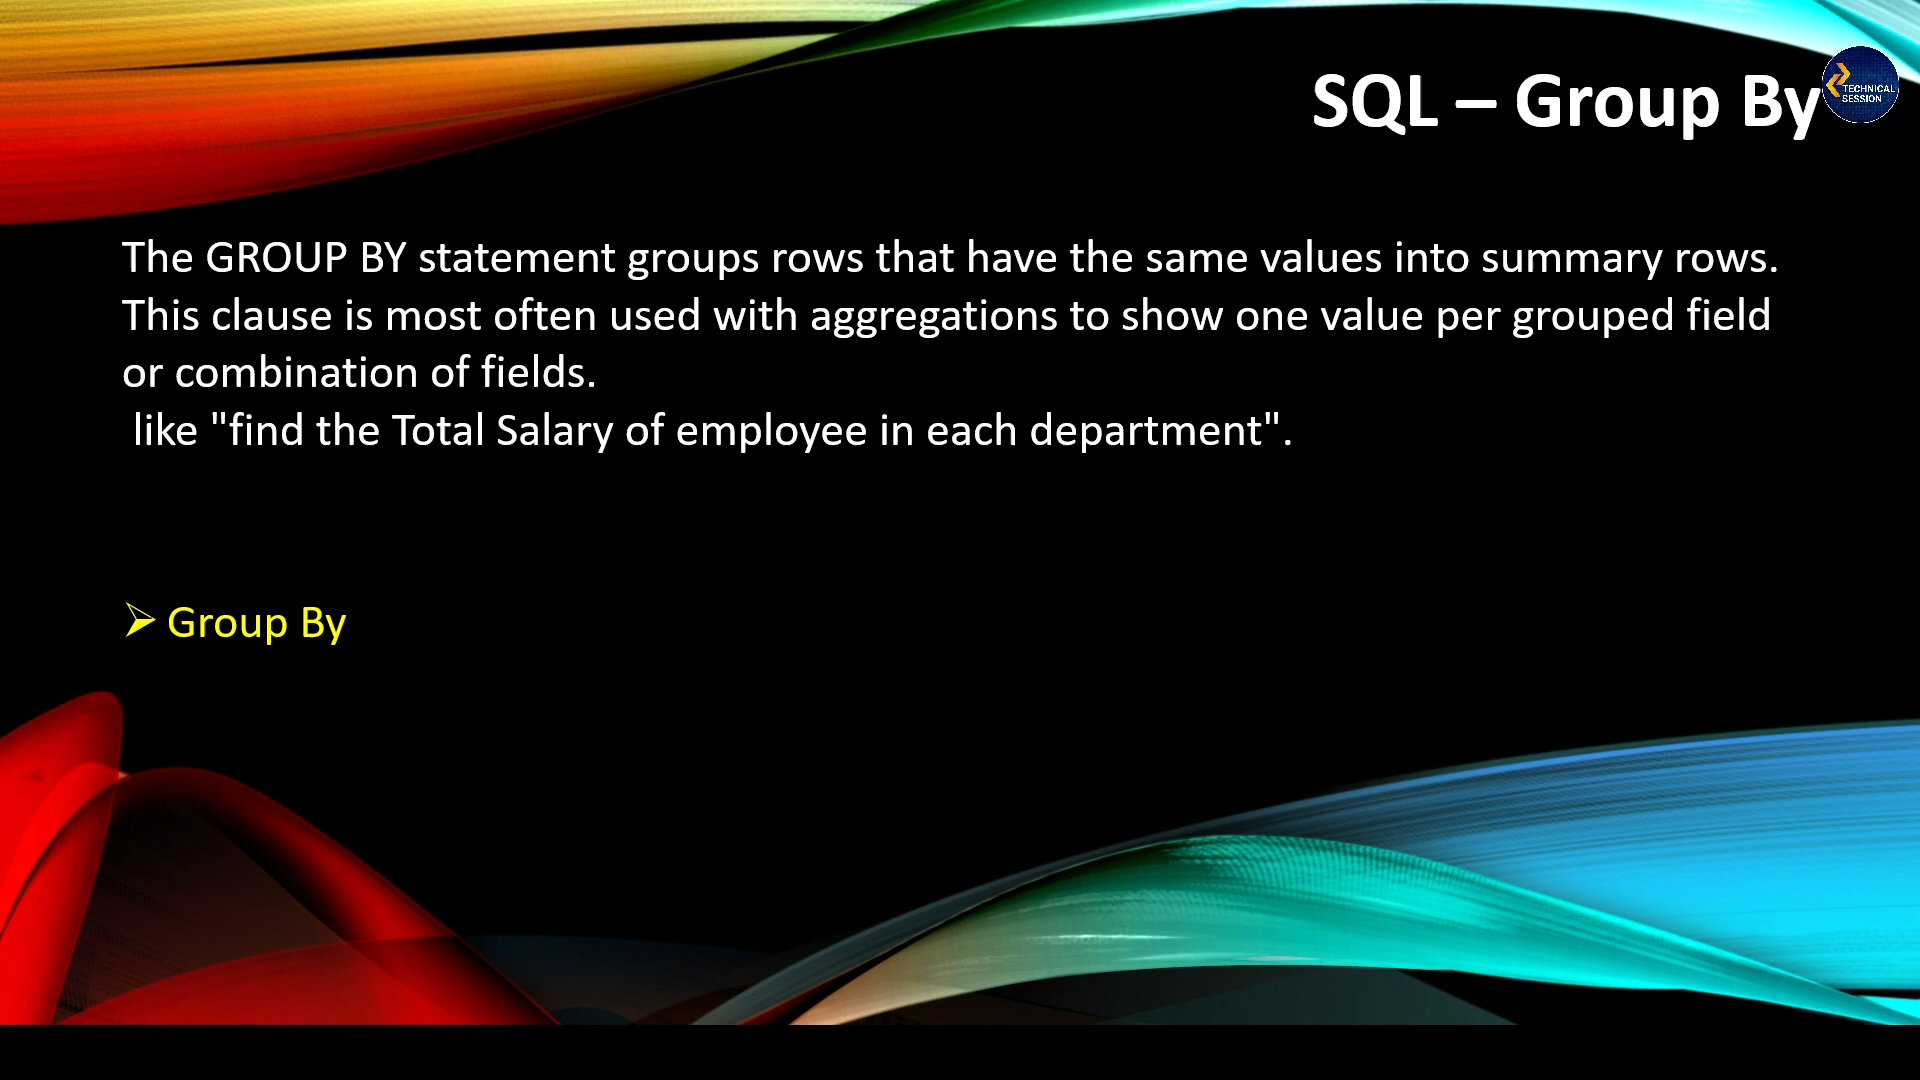 SQL – Group By
TECHNICAL
SESSION
The GROUP BY statement groups rows that have the same values into summary rows.
This clause is most often used with aggregations to show one value per grouped field
or combination of fields.
like "find the Total Salary of employee in each department".
Group By